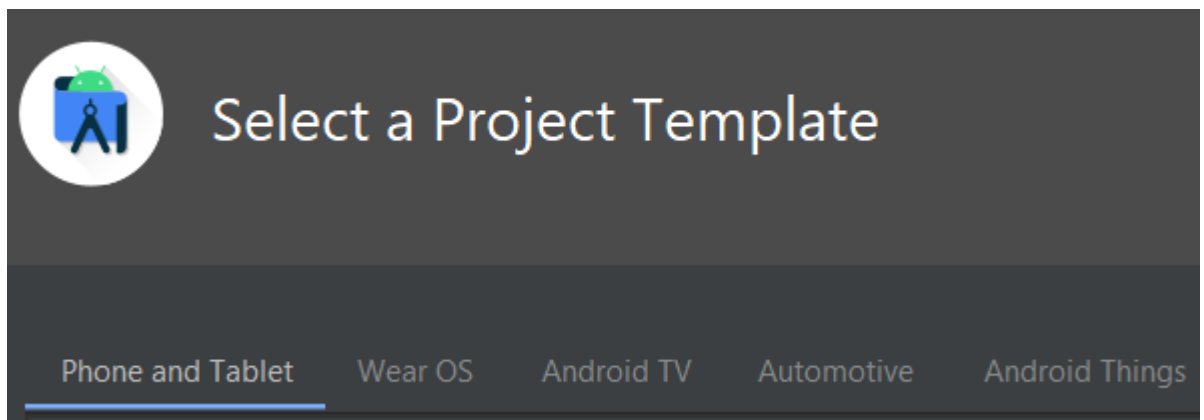 Select a Project Template
Phone and Tablet Wear OS Android TV Automotive Android Things